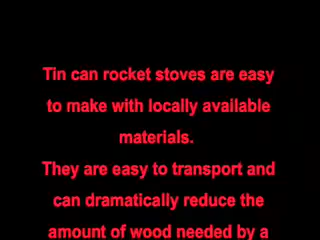 Tin can rocket stoves are easy
to make with locally available
materials.
They are easy to transport and
can dramatically reduce the
amount of wood needed by a